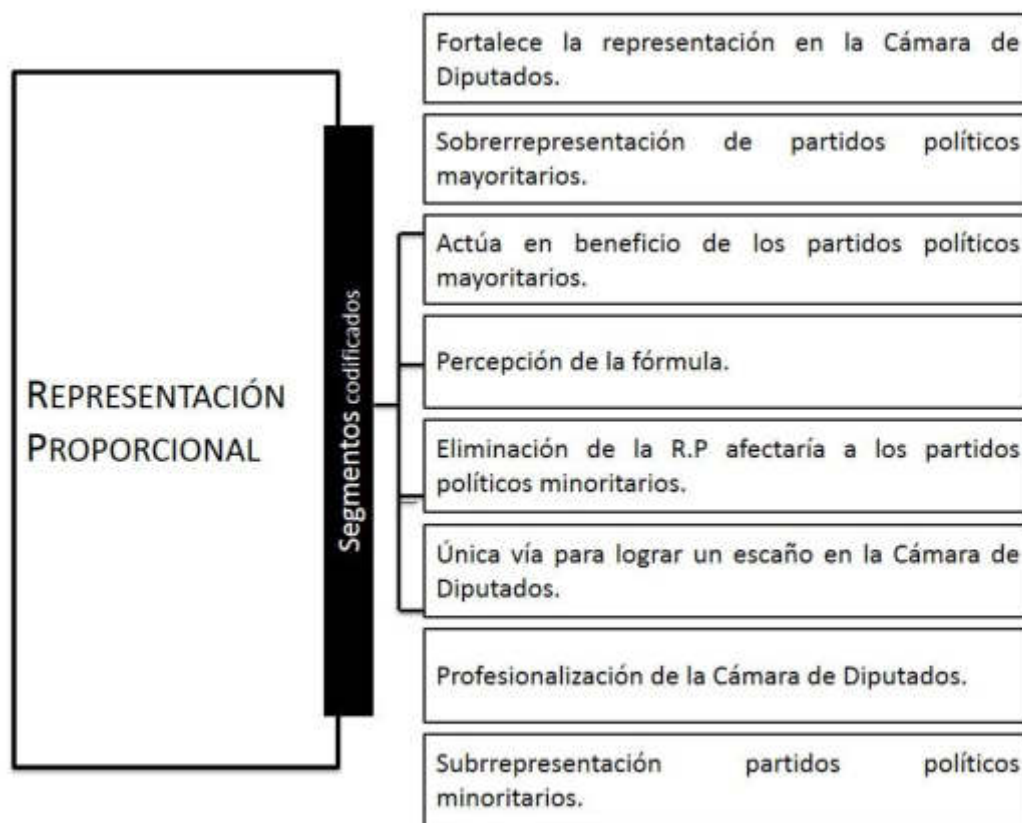 REPRESENTACIÓN
PROPORCIONAL
Segmentos codificados
Fortalece la representación en la Cámara de
Diputados.
Sobrerrepresentación de partidos políticos
mayoritarios.
Actúa en beneficio de los partidos políticos
mayoritarios.
Percepción de la fórmula.
Eliminación de la R.P afectaría a los partidos
políticos minoritarios.
Única vía para lograr un escaño en la Cámara de
Diputados.
Profesionalización de la Cámara de Diputados.
Subrrepresentación partidos políticos
minoritarios.